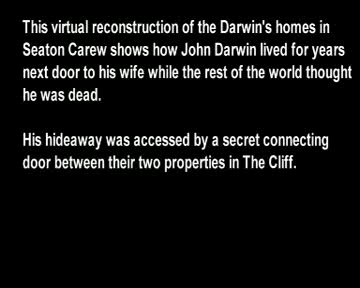 This virtual reconstruction of the Darwin's homes in
Seaton Carew shows how John Darwin lived for years
next door to his wife while the rest of the world thought
he was dead.
His hideaway was accessed by a secret connecting
door between their two properties in The Cliff.